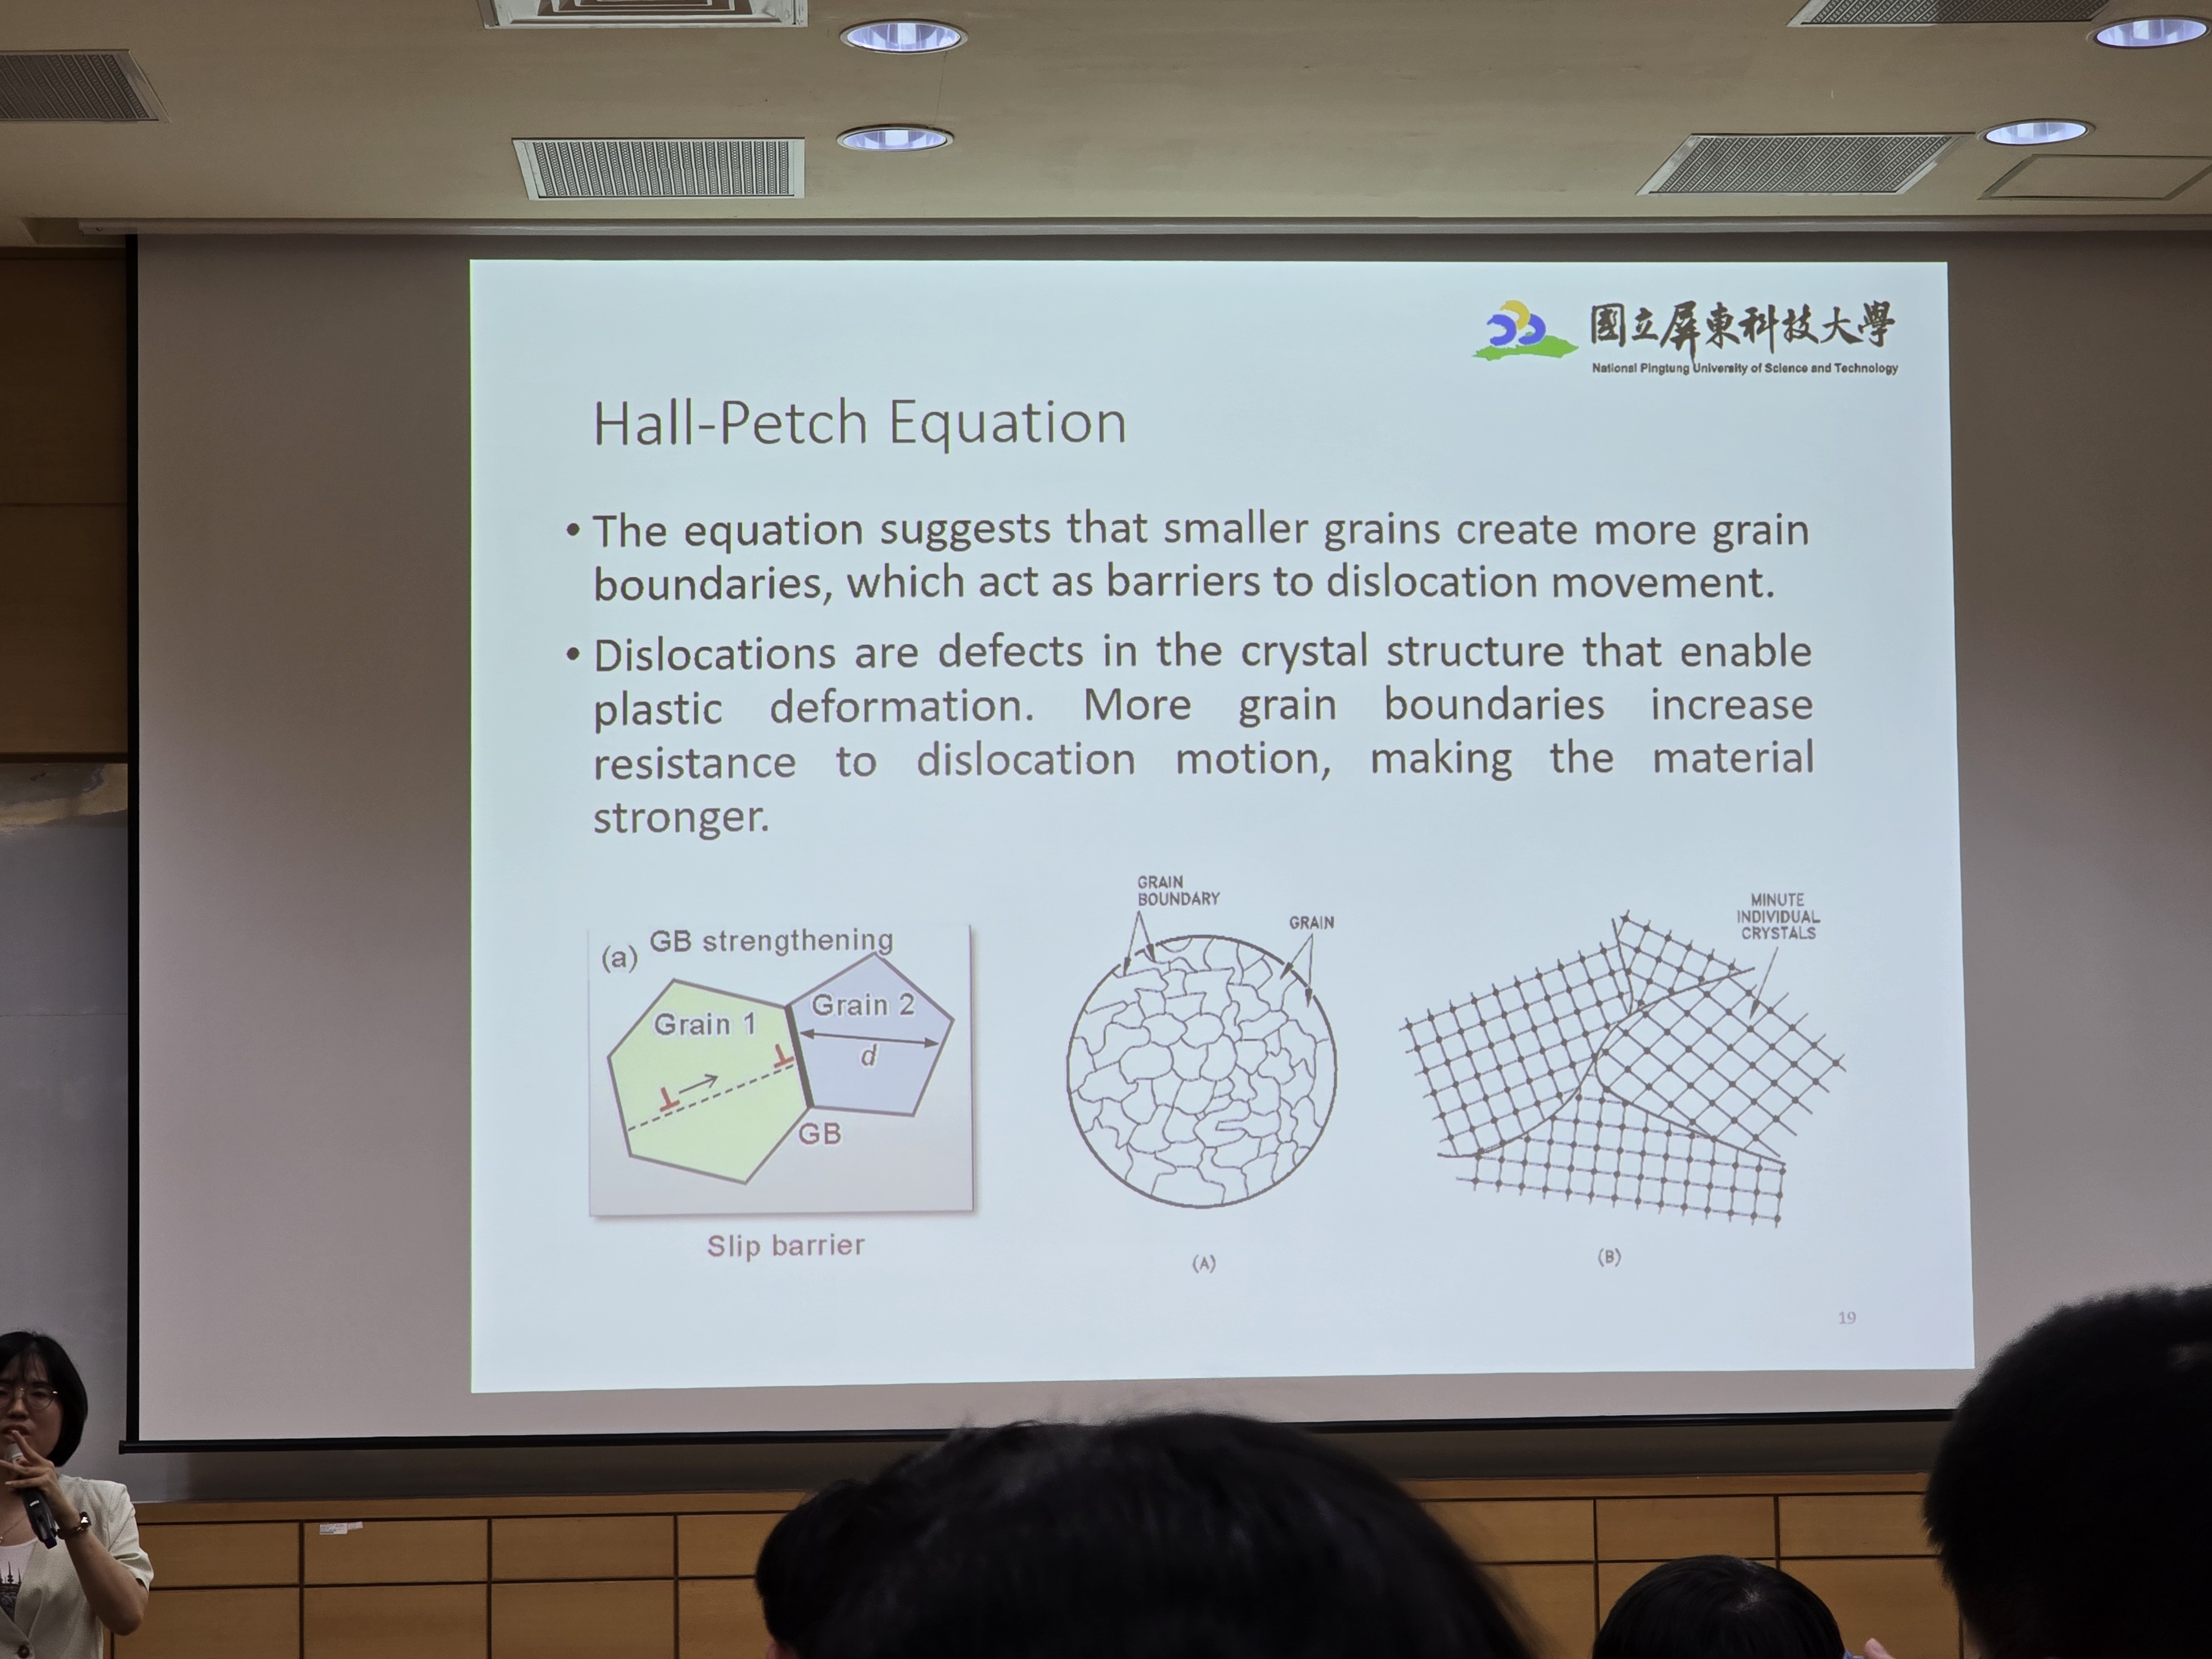 國立屏東科技大學
National Pingtung University of Science and Technology
Hall-Petch Equation
• The equation suggests that smaller grains create more grain
boundaries, which act as barriers to dislocation movement.
• Dislocations are defects in the crystal structure that enable
plastic deformation. More grain boundaries increase
resistance to dislocation motion, making the material
stronger.
(a) GB strengthening
Grain 1
Grain 2
d
GB
Slip barrier
GRAIN
BOUNDARY
GRAIN
(A)
MINUTE
INDIVIDUAL
CRYSTALS
(B)
19